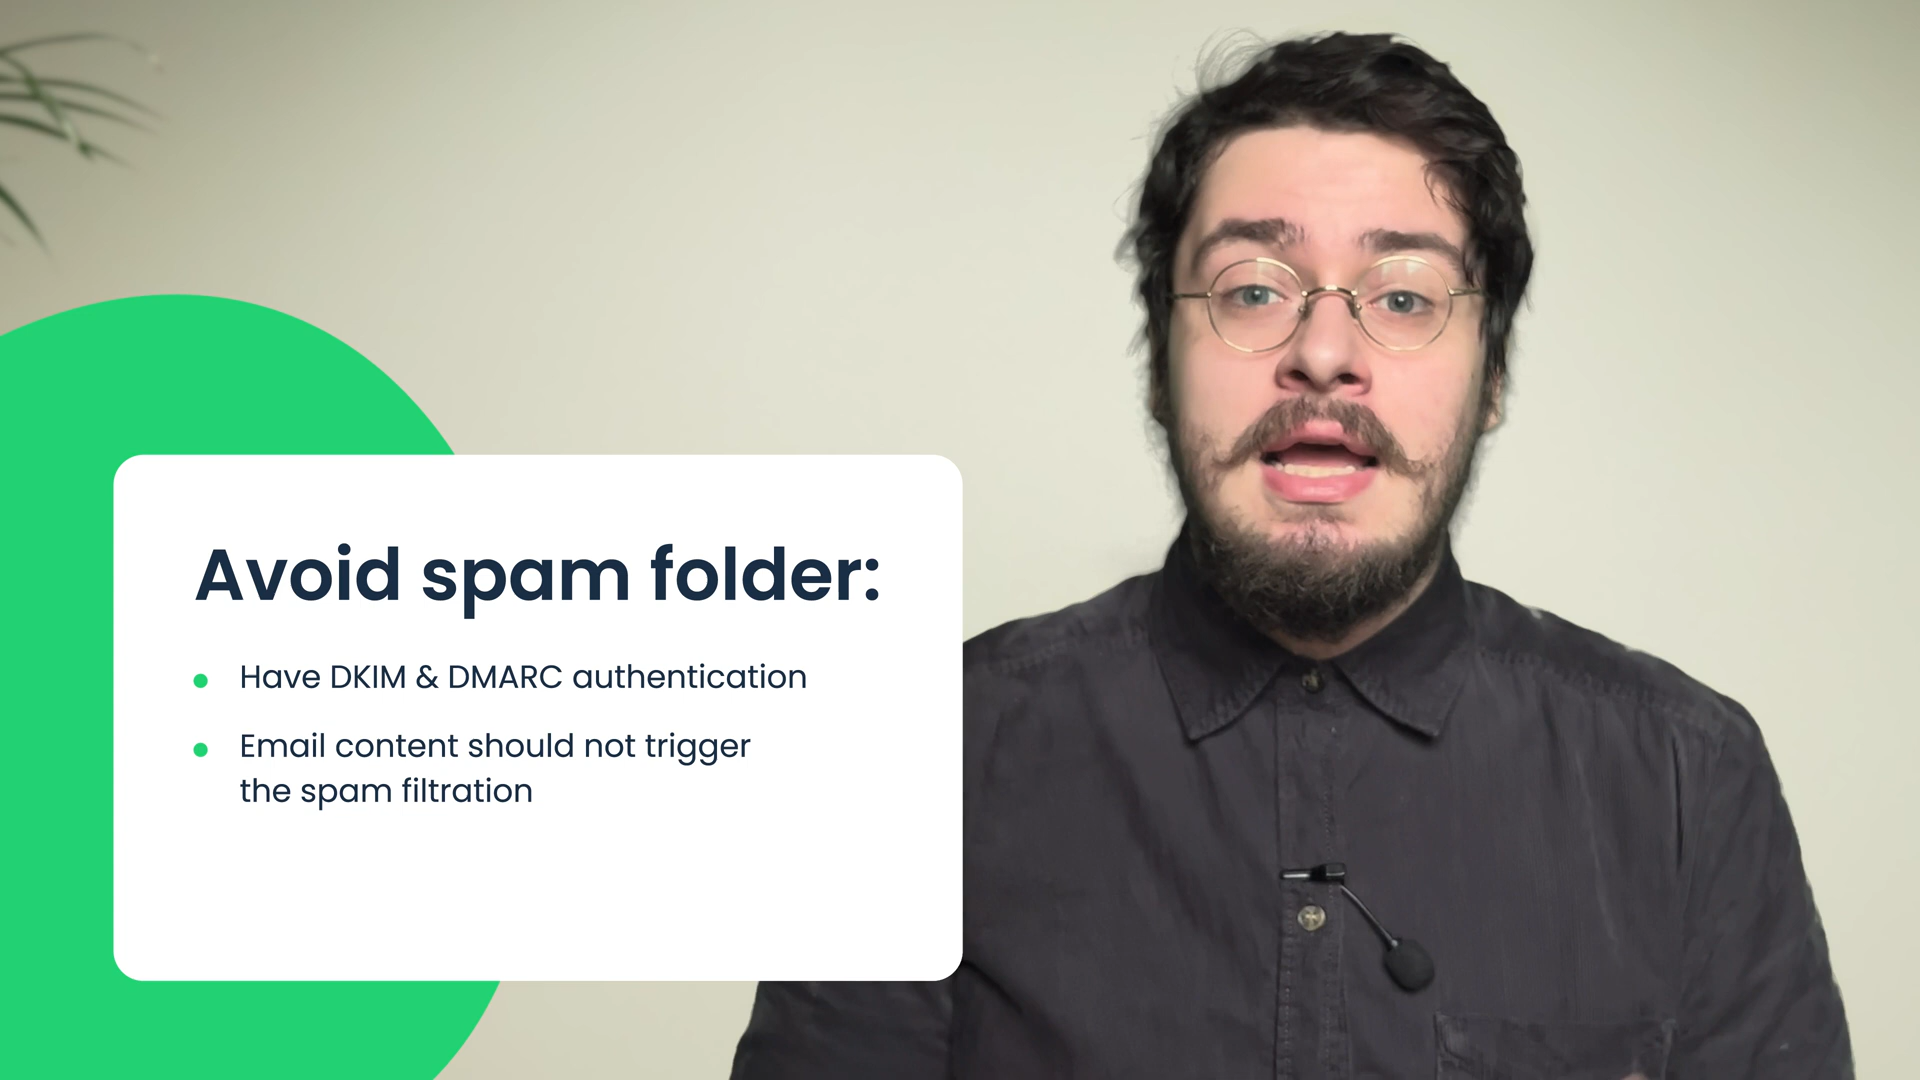 Avoid spam folder:
Have DKIM & DMARC authentication
Email content should not trigger
the spam filtration